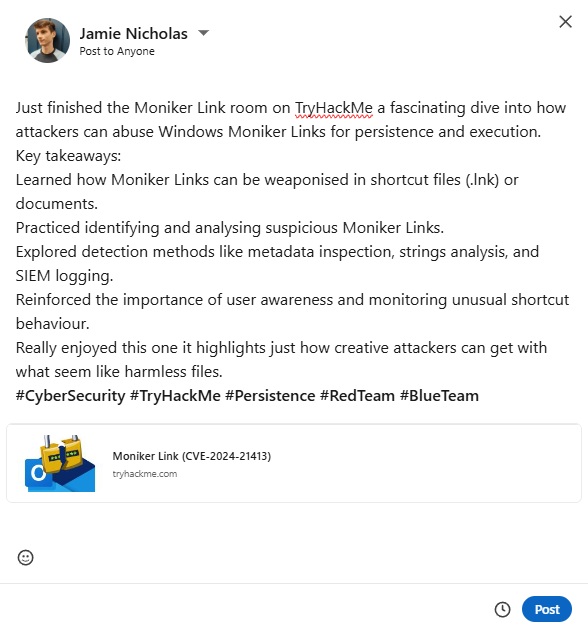 Jamie Nicholas
Post to Anyone
Just finished the Moniker Link room on TryHackMe a fascinating dive into how
attackers can abuse Windows Moniker Links for persistence and execution.
Key takeaways:
Learned how Moniker Links can be weaponised in shortcut files (.lnk) or
documents.
Practiced identifying and analysing suspicious Moniker Links.
Explored detection methods like metadata inspection, strings analysis, and
SIEM logging.
Reinforced the importance of user awareness and monitoring unusual shortcut
behaviour.
Really enjoyed this one it highlights just how creative attackers can get with
what seem like harmless files.
#CyberSecurity #TryHackMe #Persistence #RedTeam #BlueTeam
Moniker Link (CVE-2024-21413)
tryhackme.com
Post